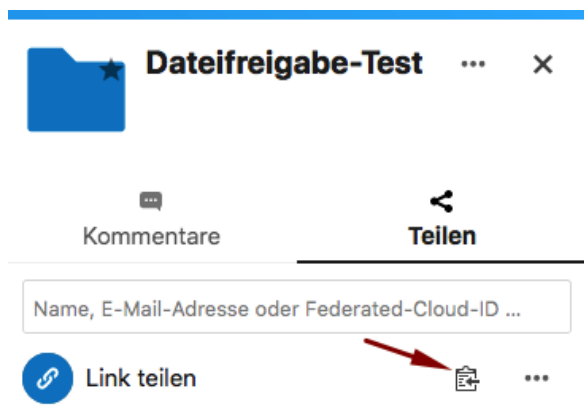 Dateifreigabe-Test
Kommentare
Teilen
Name, E-Mail-Adresse oder Federated-Cloud-ID ...
Link teilen